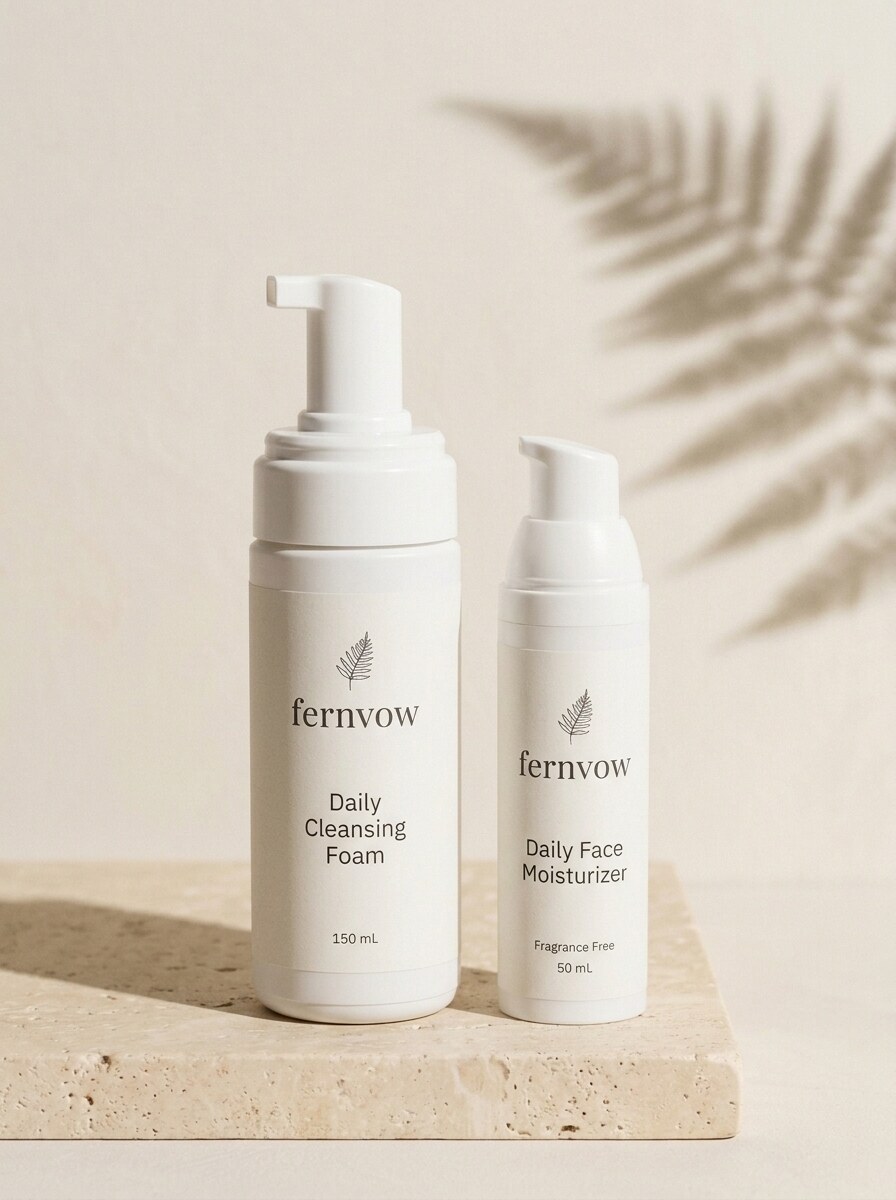 fernvow
Daily
Cleansing
Foam
150 mL
fernvow
Daily Face
Moisturizer
Fragrance Free
50 mL